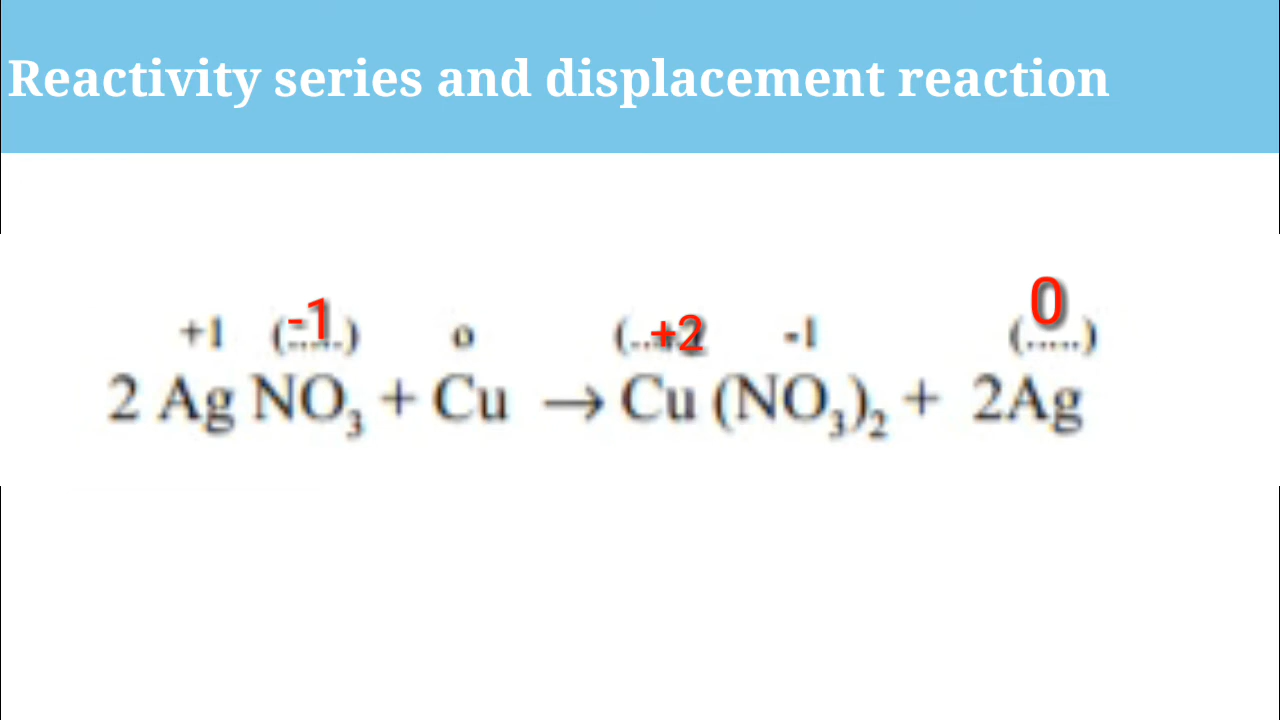 Reactivity series and displacement reaction
+1 (-1) o (..+2 -1 0
(.....)
2 Ag NO₃ + Cu → Cu (NO₃)₂ + 2Ag